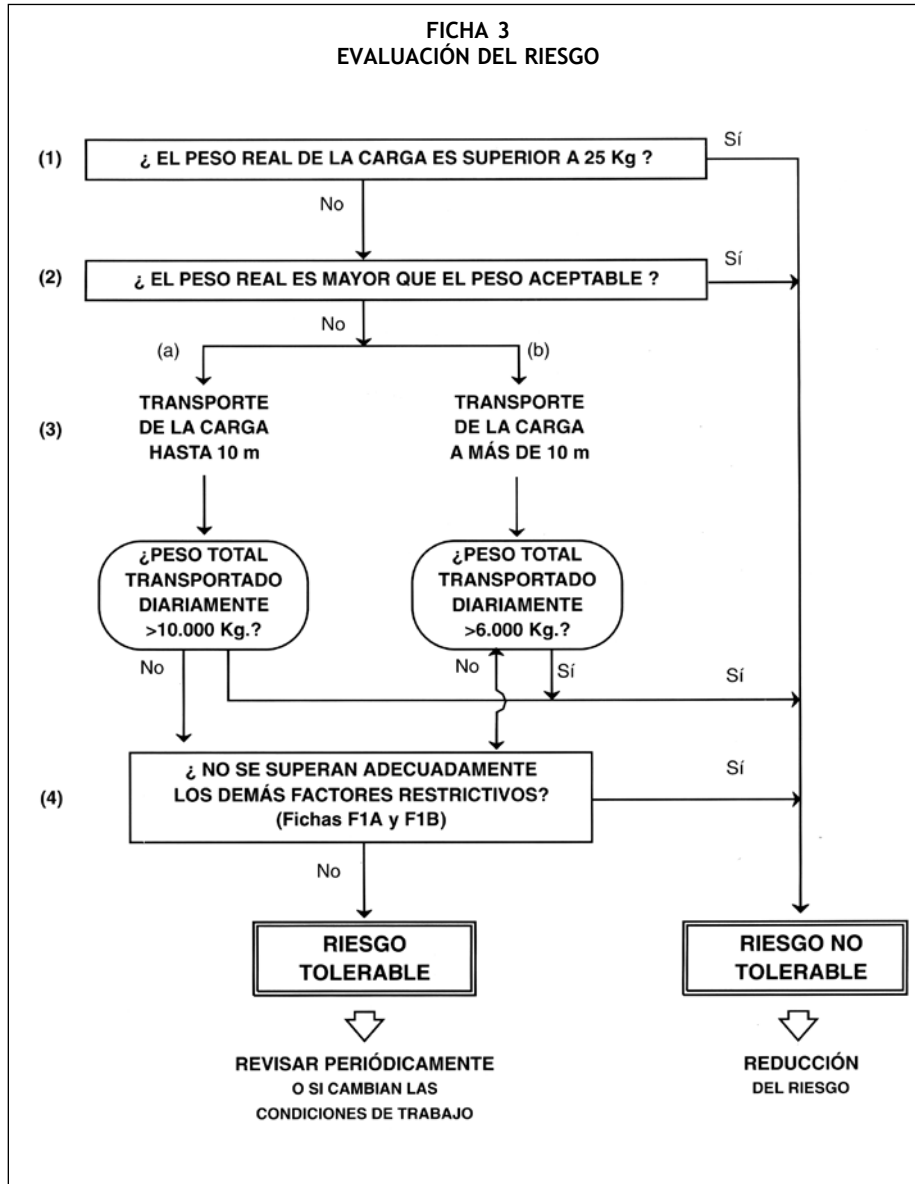 FICHA 3
EVALUACIÓN DEL RIESGO
(1)
¿ EL PESO REAL DE LA CARGA ES SUPERIOR A 25 Kg ?
Sí
No
(2)
¿ EL PESO REAL ES MAYOR QUE EL PESO ACEPTABLE ?
Sí
No
(a)
(b)
(3)
TRANSPORTE
DE LA CARGA
HASTA 10 m
TRANSPORTE
DE LA CARGA
A MÁS DE 10 m
¿PESO TOTAL
TRANSPORTADO
DIARIAMENTE
>10.000 Kg.?
¿PESO TOTAL
TRANSPORTADO
DIARIAMENTE
>6.000 Kg.?
No
No
Sí
Sí
(4)
¿ NO SE SUPERAN ADECUADAMENTE
LOS DEMÁS FACTORES RESTRICTIVOS?
(Fichas F1A y F1B)
Sí
No
RIESGO
TOLERABLE
RIESGO NO
TOLERABLE
REVISAR PERIÓDICAMENTE
O SI CAMBIAN LAS
CONDICIONES DE TRABAJO
REDUCCIÓN
DEL RIESGO